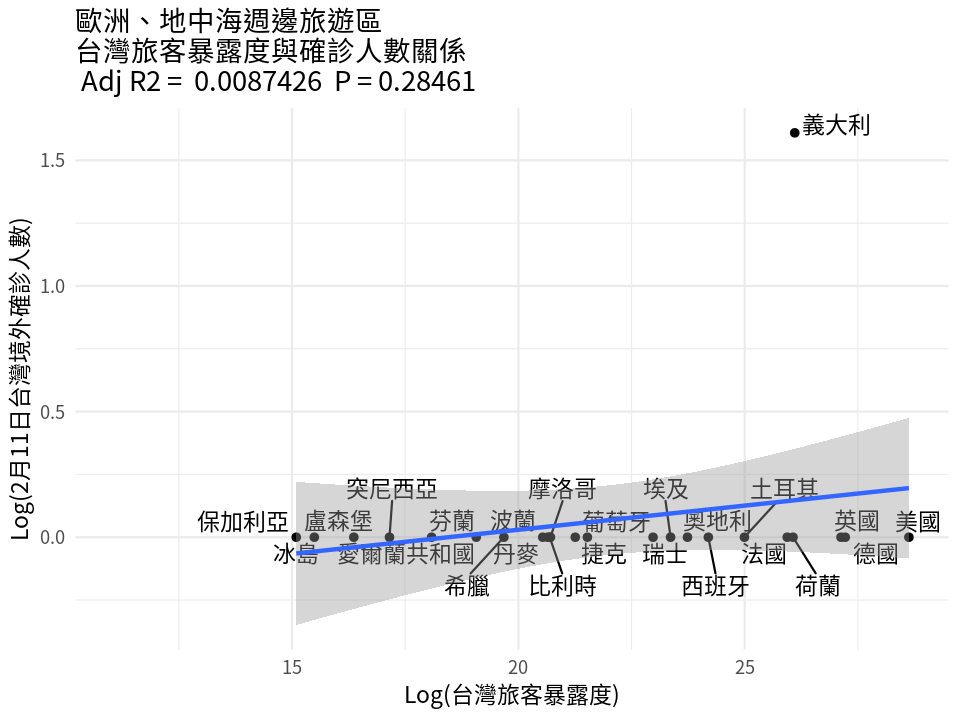 歐洲、地中海週邊旅遊區
台灣旅客暴露度與確診人數關係
Adj R2 = 0.0087426 P = 0.28461
義大利
1.5
1.0
0.5
0.0
Log(2月11日台灣境外確診人數)
突尼西亞 摩洛哥 埃及 土耳其
保加利亞 盧森堡 芬蘭 波蘭 葡萄牙 奧地利 英國 美國
冰島 愛爾蘭共和國 丹麥 捷克 瑞士 法國 德國
希臘 比利時 西班牙 荷蘭
15 20 25
Log(台灣旅客暴露度)